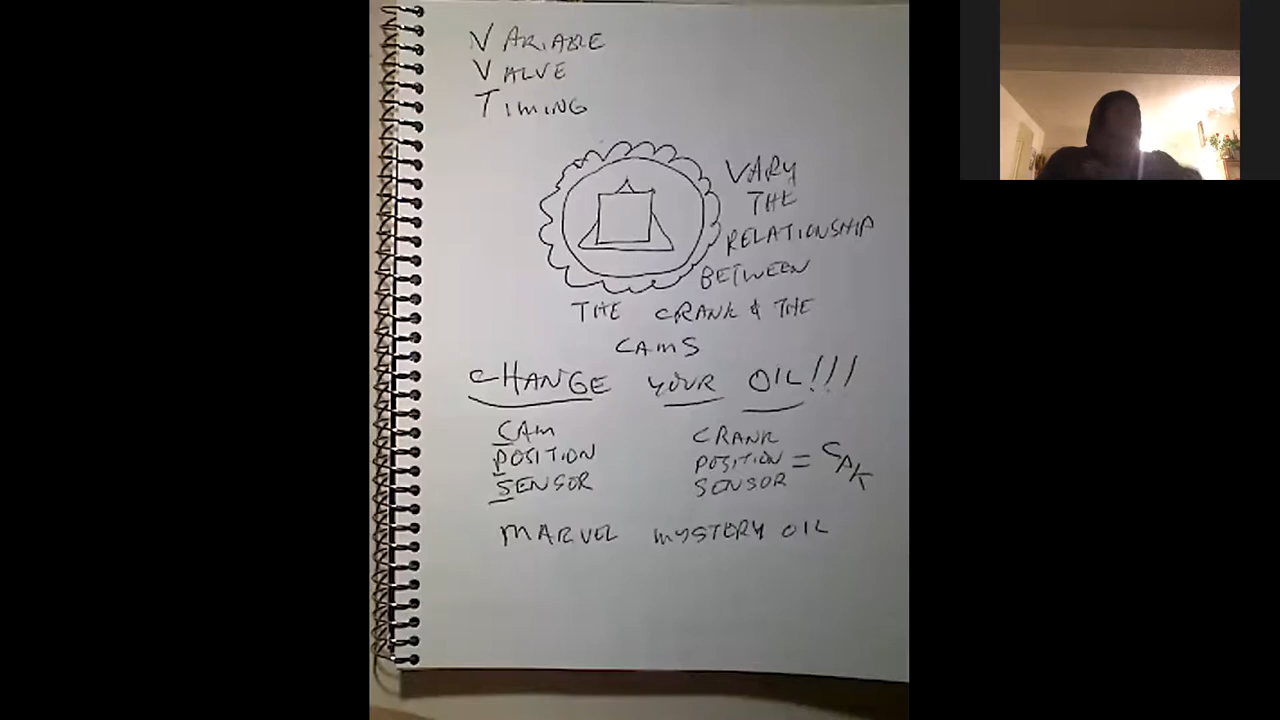 VARIABLE
VALVE
TIMING
VARY
THE
RELATIONSHIP
BETWEEN
THE CRANK & THE
CAMS
CHANGE YOUR OIL!!!
CAM
POSITION
SENSOR
CRANK
POSITION =
SENSOR
MARVEL MYSTERY OIL